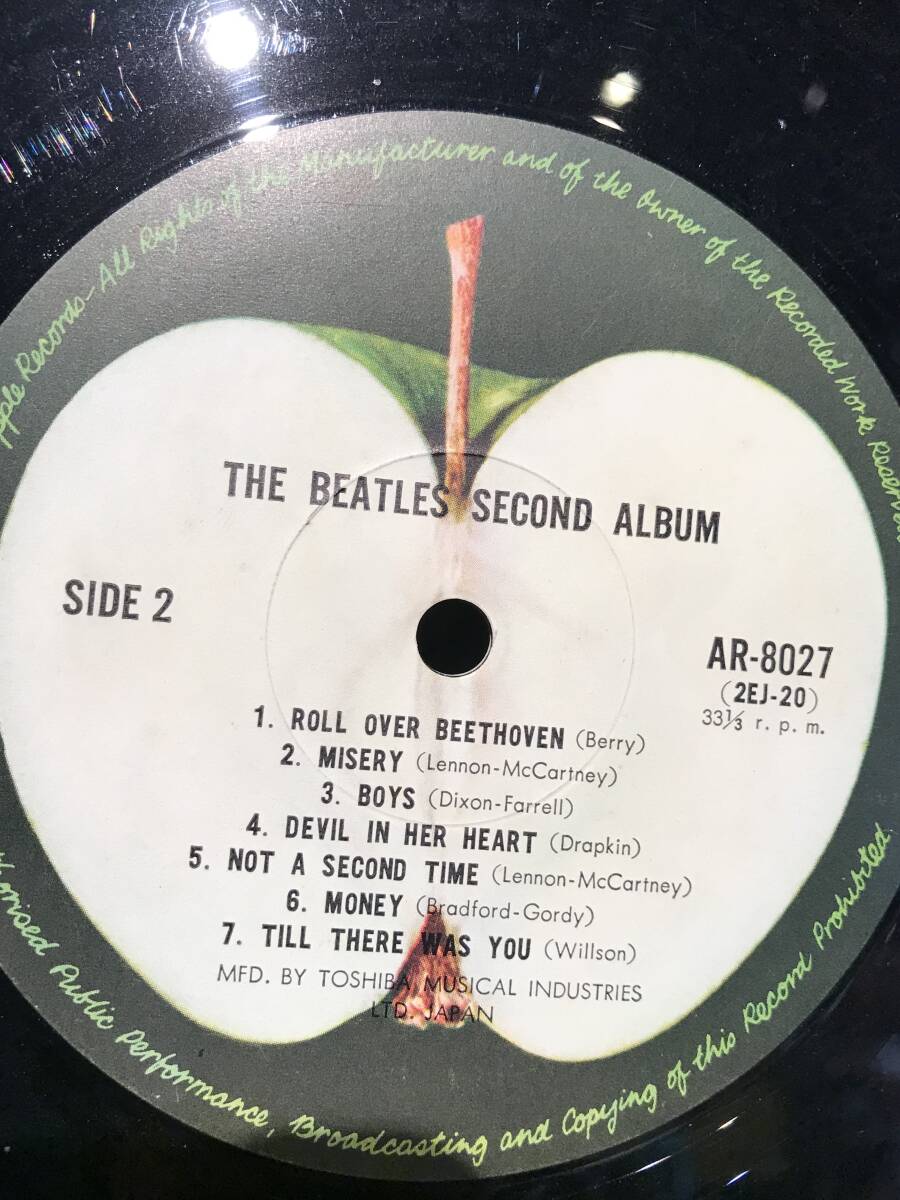 Records–All Rights of the Manufacturer and of the Owner of the Recorded Work
THE BEATLES SECOND ALBUM
SIDE 2
AR-8027
(2EJ-20)
33⅓ r. p. m.
1. ROLL OVER BEETHOVEN (Berry)
2. MISERY (Lennon-McCartney)
3. BOYS (Dixon-Farrell)
4. DEVIL IN HER HEART (Drapkin)
5. NOT A SECOND TIME (Lennon-McCartney)
6. MONEY (Bradford-Gordy)
7. TILL THERE WAS YOU (Willson)
MFD. BY TOSHIBA MUSICAL INDUSTRIES
LTD. JAPAN
Public Performance, Broadcasting and Copying of this Record Prohibited.